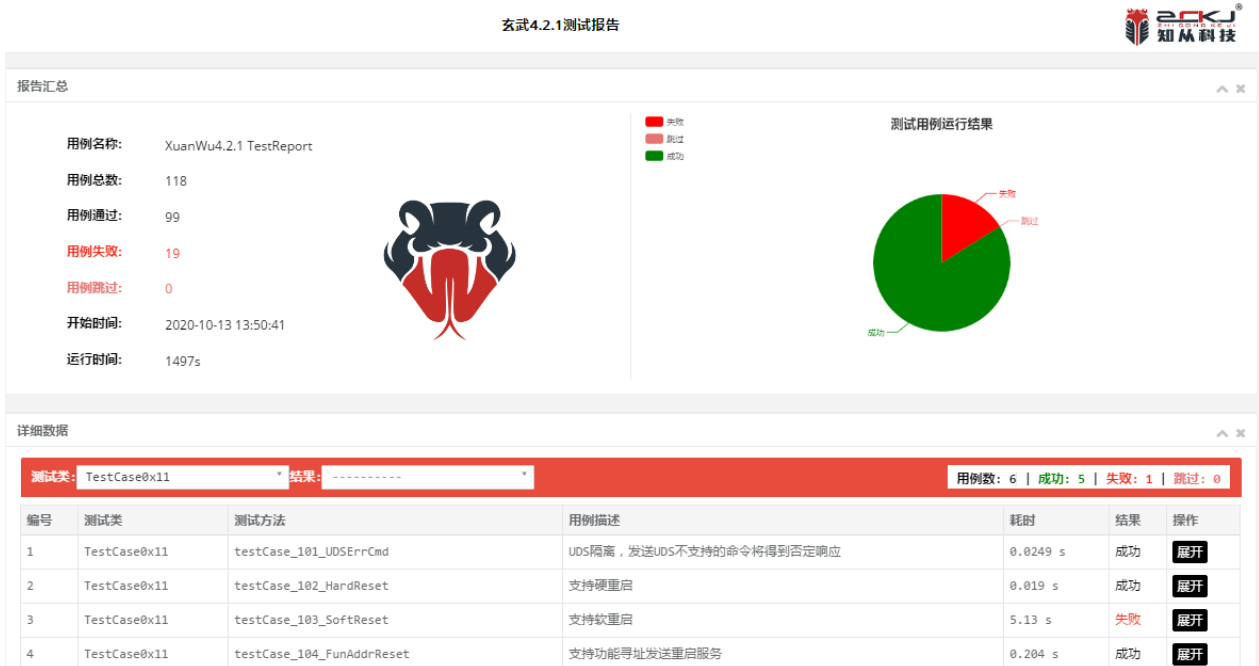 玄武4.2.1测试报告
ZCKJ®
ZHI CONG KE JI
知从科技
报告汇总
用例名称: XuanWu4.2.1 TestReport
用例总数: 118
用例通过: 99
用例失败: 19
用例跳过: 0
开始时间: 2020-10-13 13:50:41
运行时间: 1497s
失败
跳过
成功
测试用例运行结果
失败
跳过
成功
详细数据
测试类: TestCase0x11 结果: ---------- 用例数: 6 | 成功: 5 | 失败: 1 | 跳过: 0
编号 测试类 测试方法 用例描述 耗时 结果 操作
1 TestCase0x11 testCase_101_UDSErrCmd UDS隔离，发送UDS不支持的命令将得到否定响应 0.0249 s 成功 展开
2 TestCase0x11 testCase_102_HardReset 支持硬重启 0.019 s 成功 展开
3 TestCase0x11 testCase_103_SoftReset 支持软重启 5.13 s 失败 展开
4 TestCase0x11 testCase_104_FunAddrReset 支持功能寻址发送重启服务 0.204 s 成功 展开